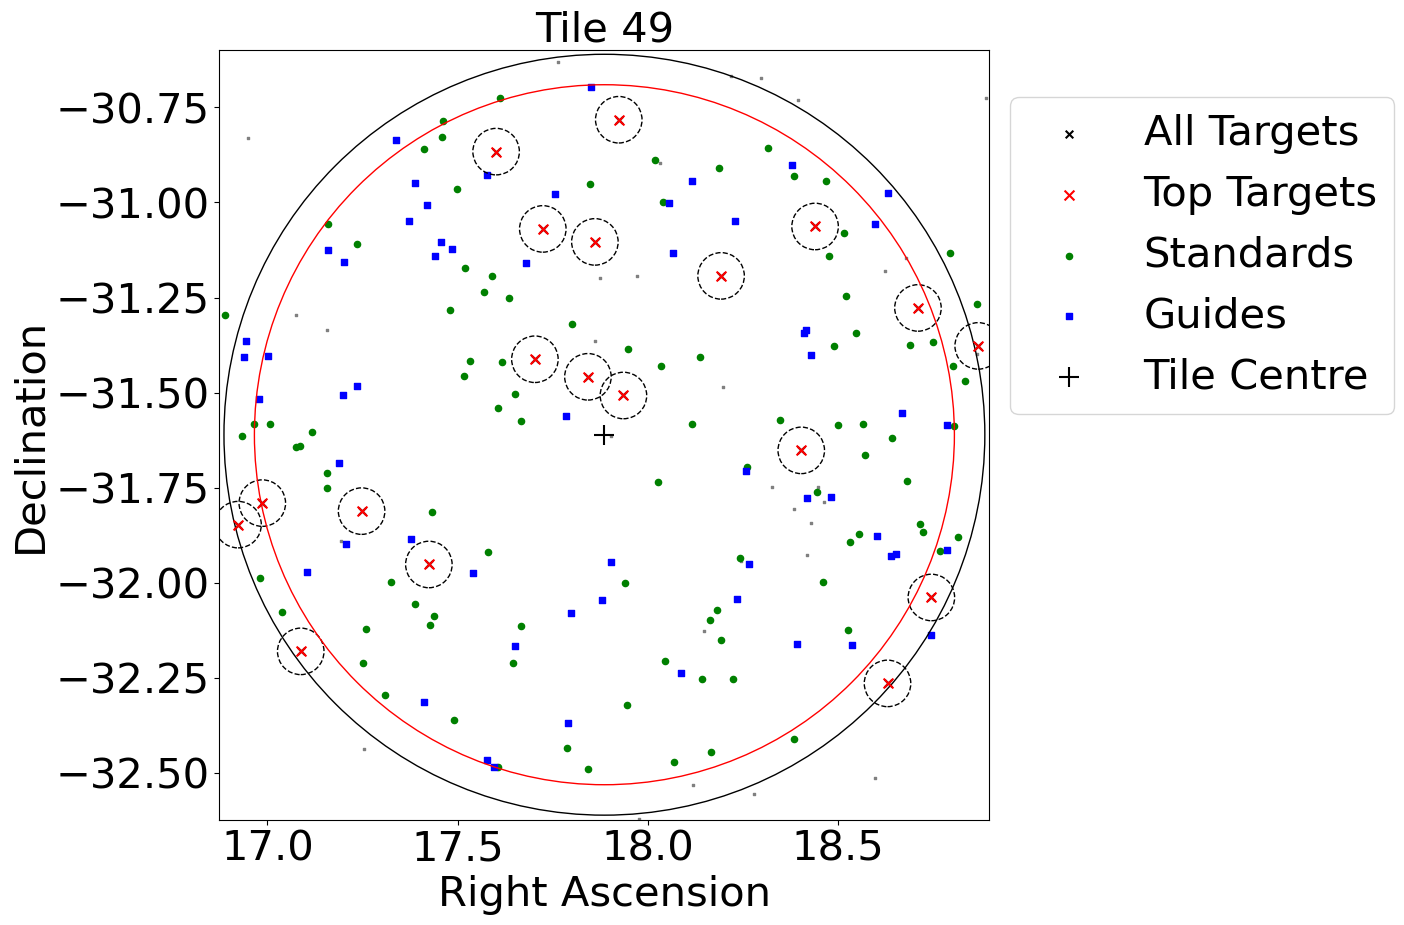 Tile 49
−30.75
−31.00
−31.25
−31.50
−31.75
−32.00
−32.25
−32.50
Declination
17.0 17.5 18.0 18.5
Right Ascension
All Targets
Top Targets
Standards
Guides
Tile Centre